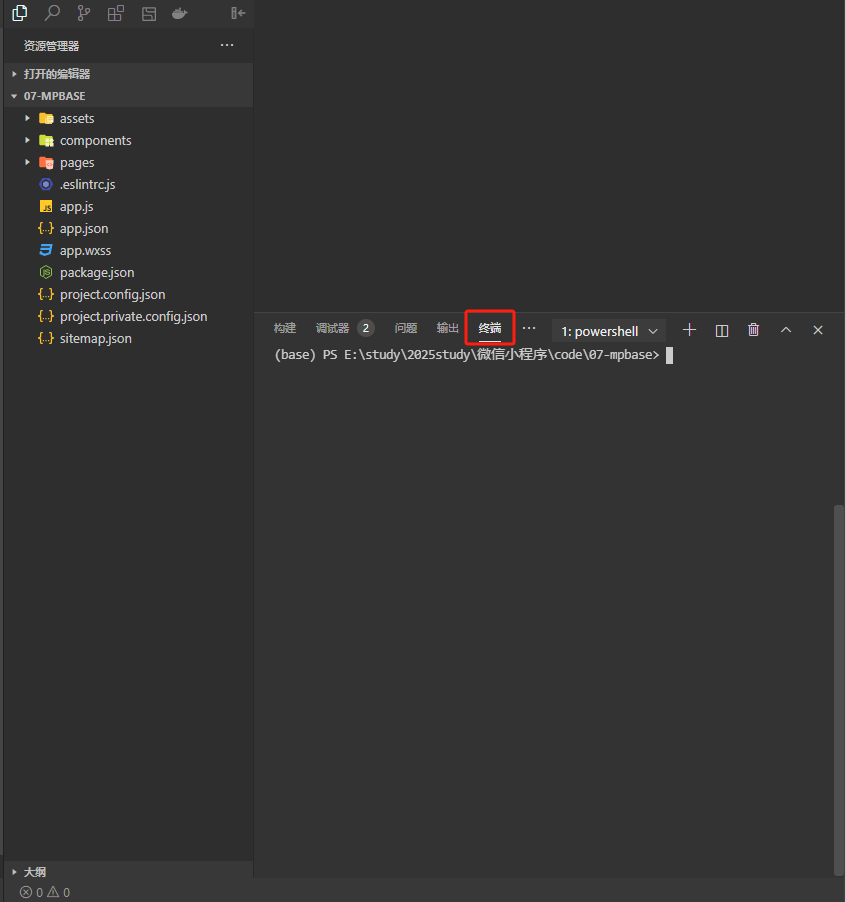 资源管理器
打开的编辑器
07-MPBASE
assets
components
pages
.eslintrc.js
app.js
app.json
app.wxss
package.json
project.config.json
project.private.config.json
sitemap.json
构建 调试器 2 问题 输出 终端 ··· 1: powershell
(base) PS E:\study\2025study\微信小程序\code\07-mpbase>
大纲
0 0